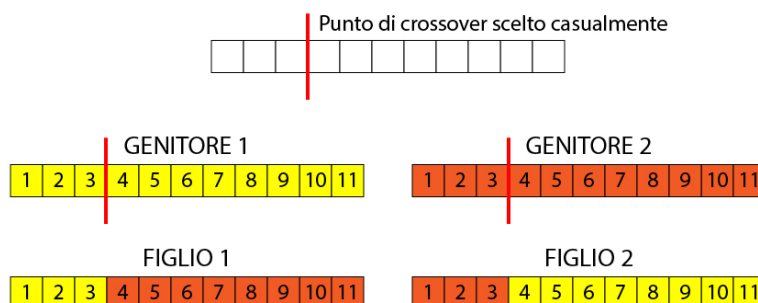 Punto di crossover scelto casualmente
GENITORE 1 GENITORE 2
1 2 3 4 5 6 7 8 9 10 11 1 2 3 4 5 6 7 8 9 10 11
FIGLIO 1 FIGLIO 2
1 2 3 4 5 6 7 8 9 10 11 1 2 3 4 5 6 7 8 9 10 11